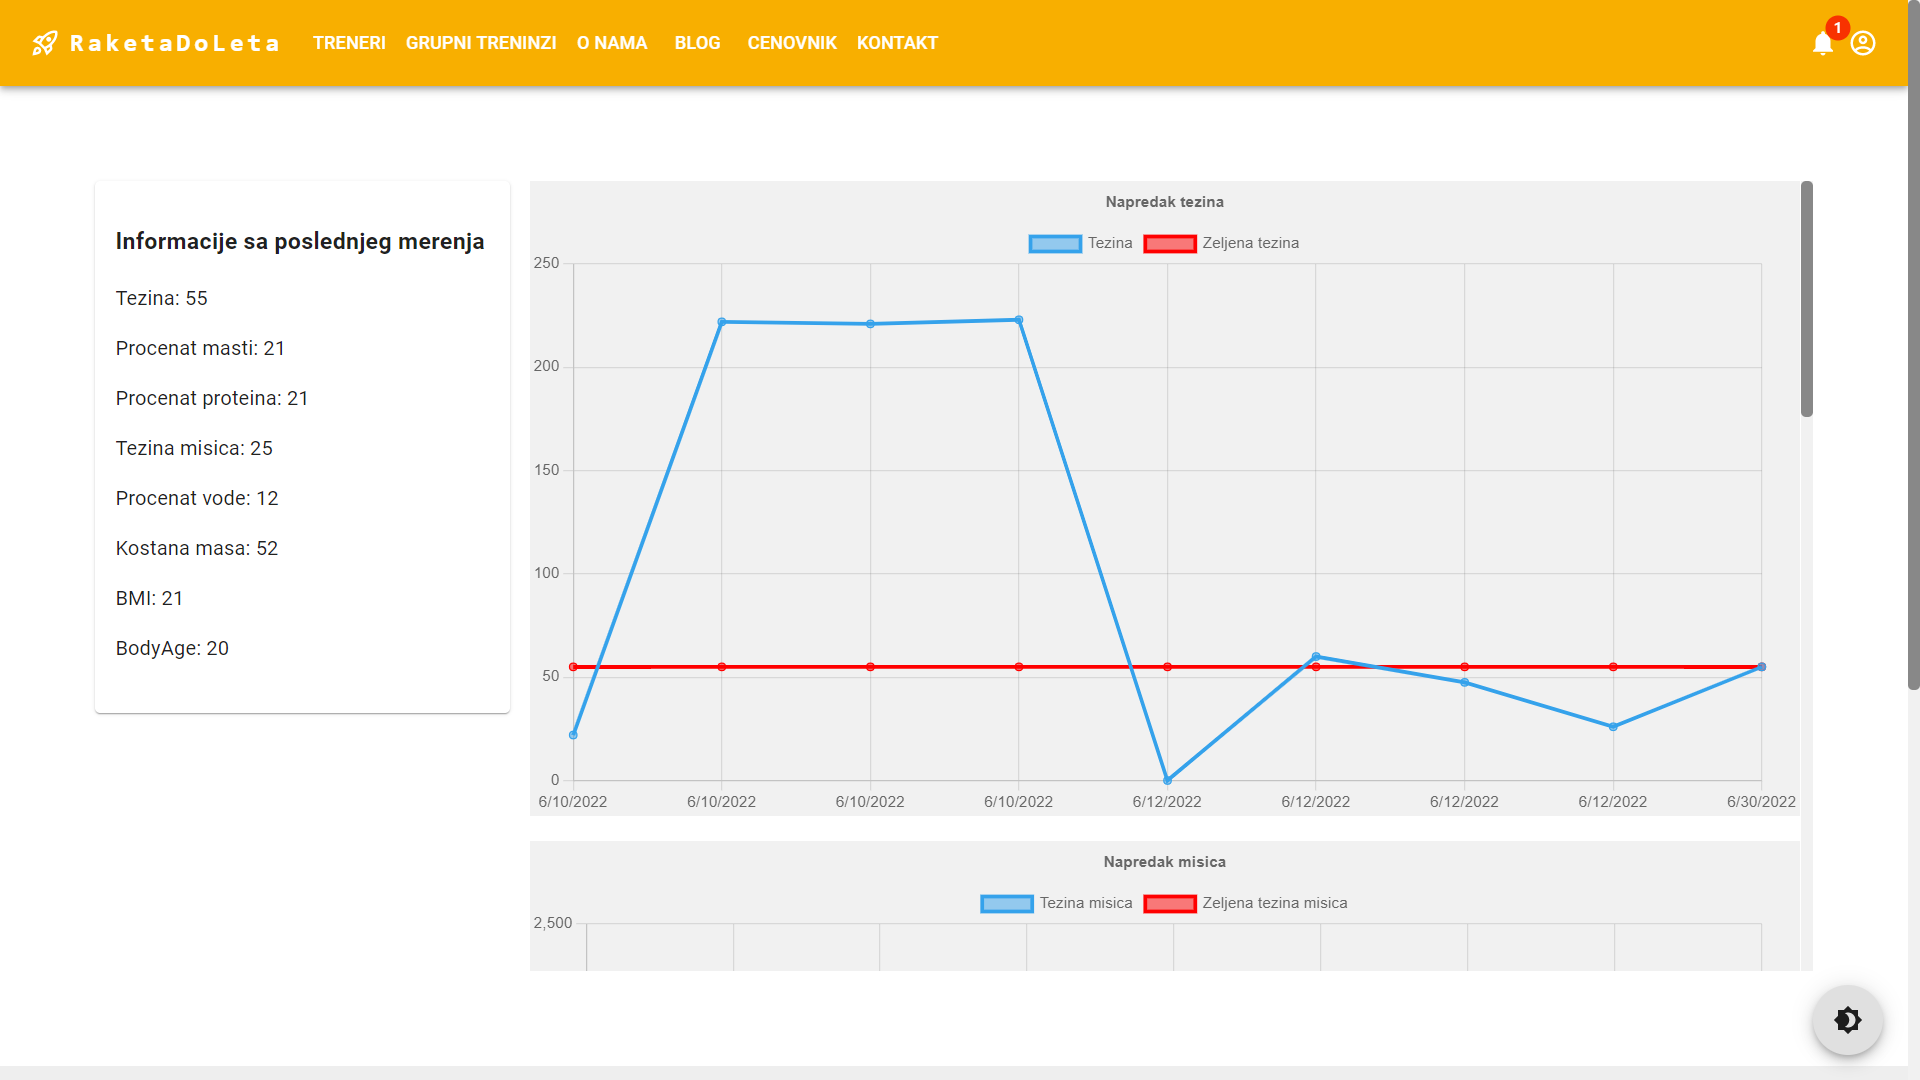 RaketaDoLeta
TRENERI GRUPNI TRENINZI O NAMA BLOG CENOVNIK KONTAKT
1
Informacije sa poslednjeg merenja
Tezina: 55
Procenat masti: 21
Procenat proteina: 21
Tezina misica: 25
Procenat vode: 12
Kostana masa: 52
BMI: 21
BodyAge: 20
Napredak tezina
Tezina Zeljena tezina
250
200
150
100
50
0
6/10/2022 6/10/2022 6/10/2022 6/10/2022 6/12/2022 6/12/2022 6/12/2022 6/12/2022 6/30/2022
Napredak misica
Tezina misica Zeljena tezina misica
2,500